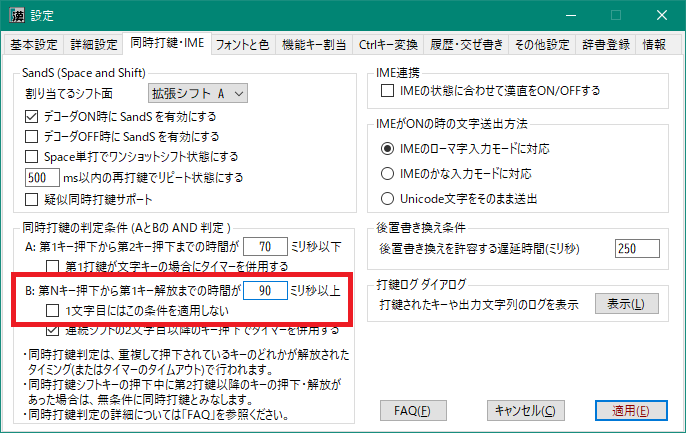 漢 設定
基本設定 詳細設定 同時打鍵・IME フォントと色 機能キー割当 Ctrlキー変換 履歴・交ぜ書き その他設定 辞書登録 情報
SandS (Space and Shift)
割り当てるシフト面 拡張シフト A
デコーダON時に SandS を有効にする
デコーダOFF時に SandS を有効にする
Space単打でワンショットシフト状態にする
500 ms以内の再打鍵でリピート状態にする
疑似同時打鍵サポート
同時打鍵の判定条件 (AとBの AND 判定 )
A: 第1キー押下から第2キー押下までの時間が 70 ミリ秒以下
第1打鍵が文字キーの場合にタイマーを併用する
B: 第Nキー押下から第1キー解放までの時間が 90 ミリ秒以上
1文字目にはこの条件を適用しない
連続シフトの2文字目以降のキー押下でタイマーを併用する
・同時打鍵判定は、重複して押下されているキーのどれかが解放された
タイミング(またはタイマーのタイムアウト)で行われます。
・同時打鍵シフトキーの押下中に第2打鍵以降のキーの押下・解放が
あった場合は、無条件に同時打鍵とみなします。
・同時打鍵判定の詳細については「FAQ」を参照ください。
IME連携
IMEの状態に合わせて漢直をON/OFFする
IMEがONの時の文字送出方法
IMEのローマ字入力モードに対応
IMEのかな入力モードに対応
Unicode文字をそのまま送出
後置書き換え条件
後置書き換えを許容する遅延時間(ミリ秒) 250
打鍵ログ ダイアログ
打鍵されたキーや出力文字列のログを表示 表示(L)
FAQ(F) キャンセル(C) 適用(F)